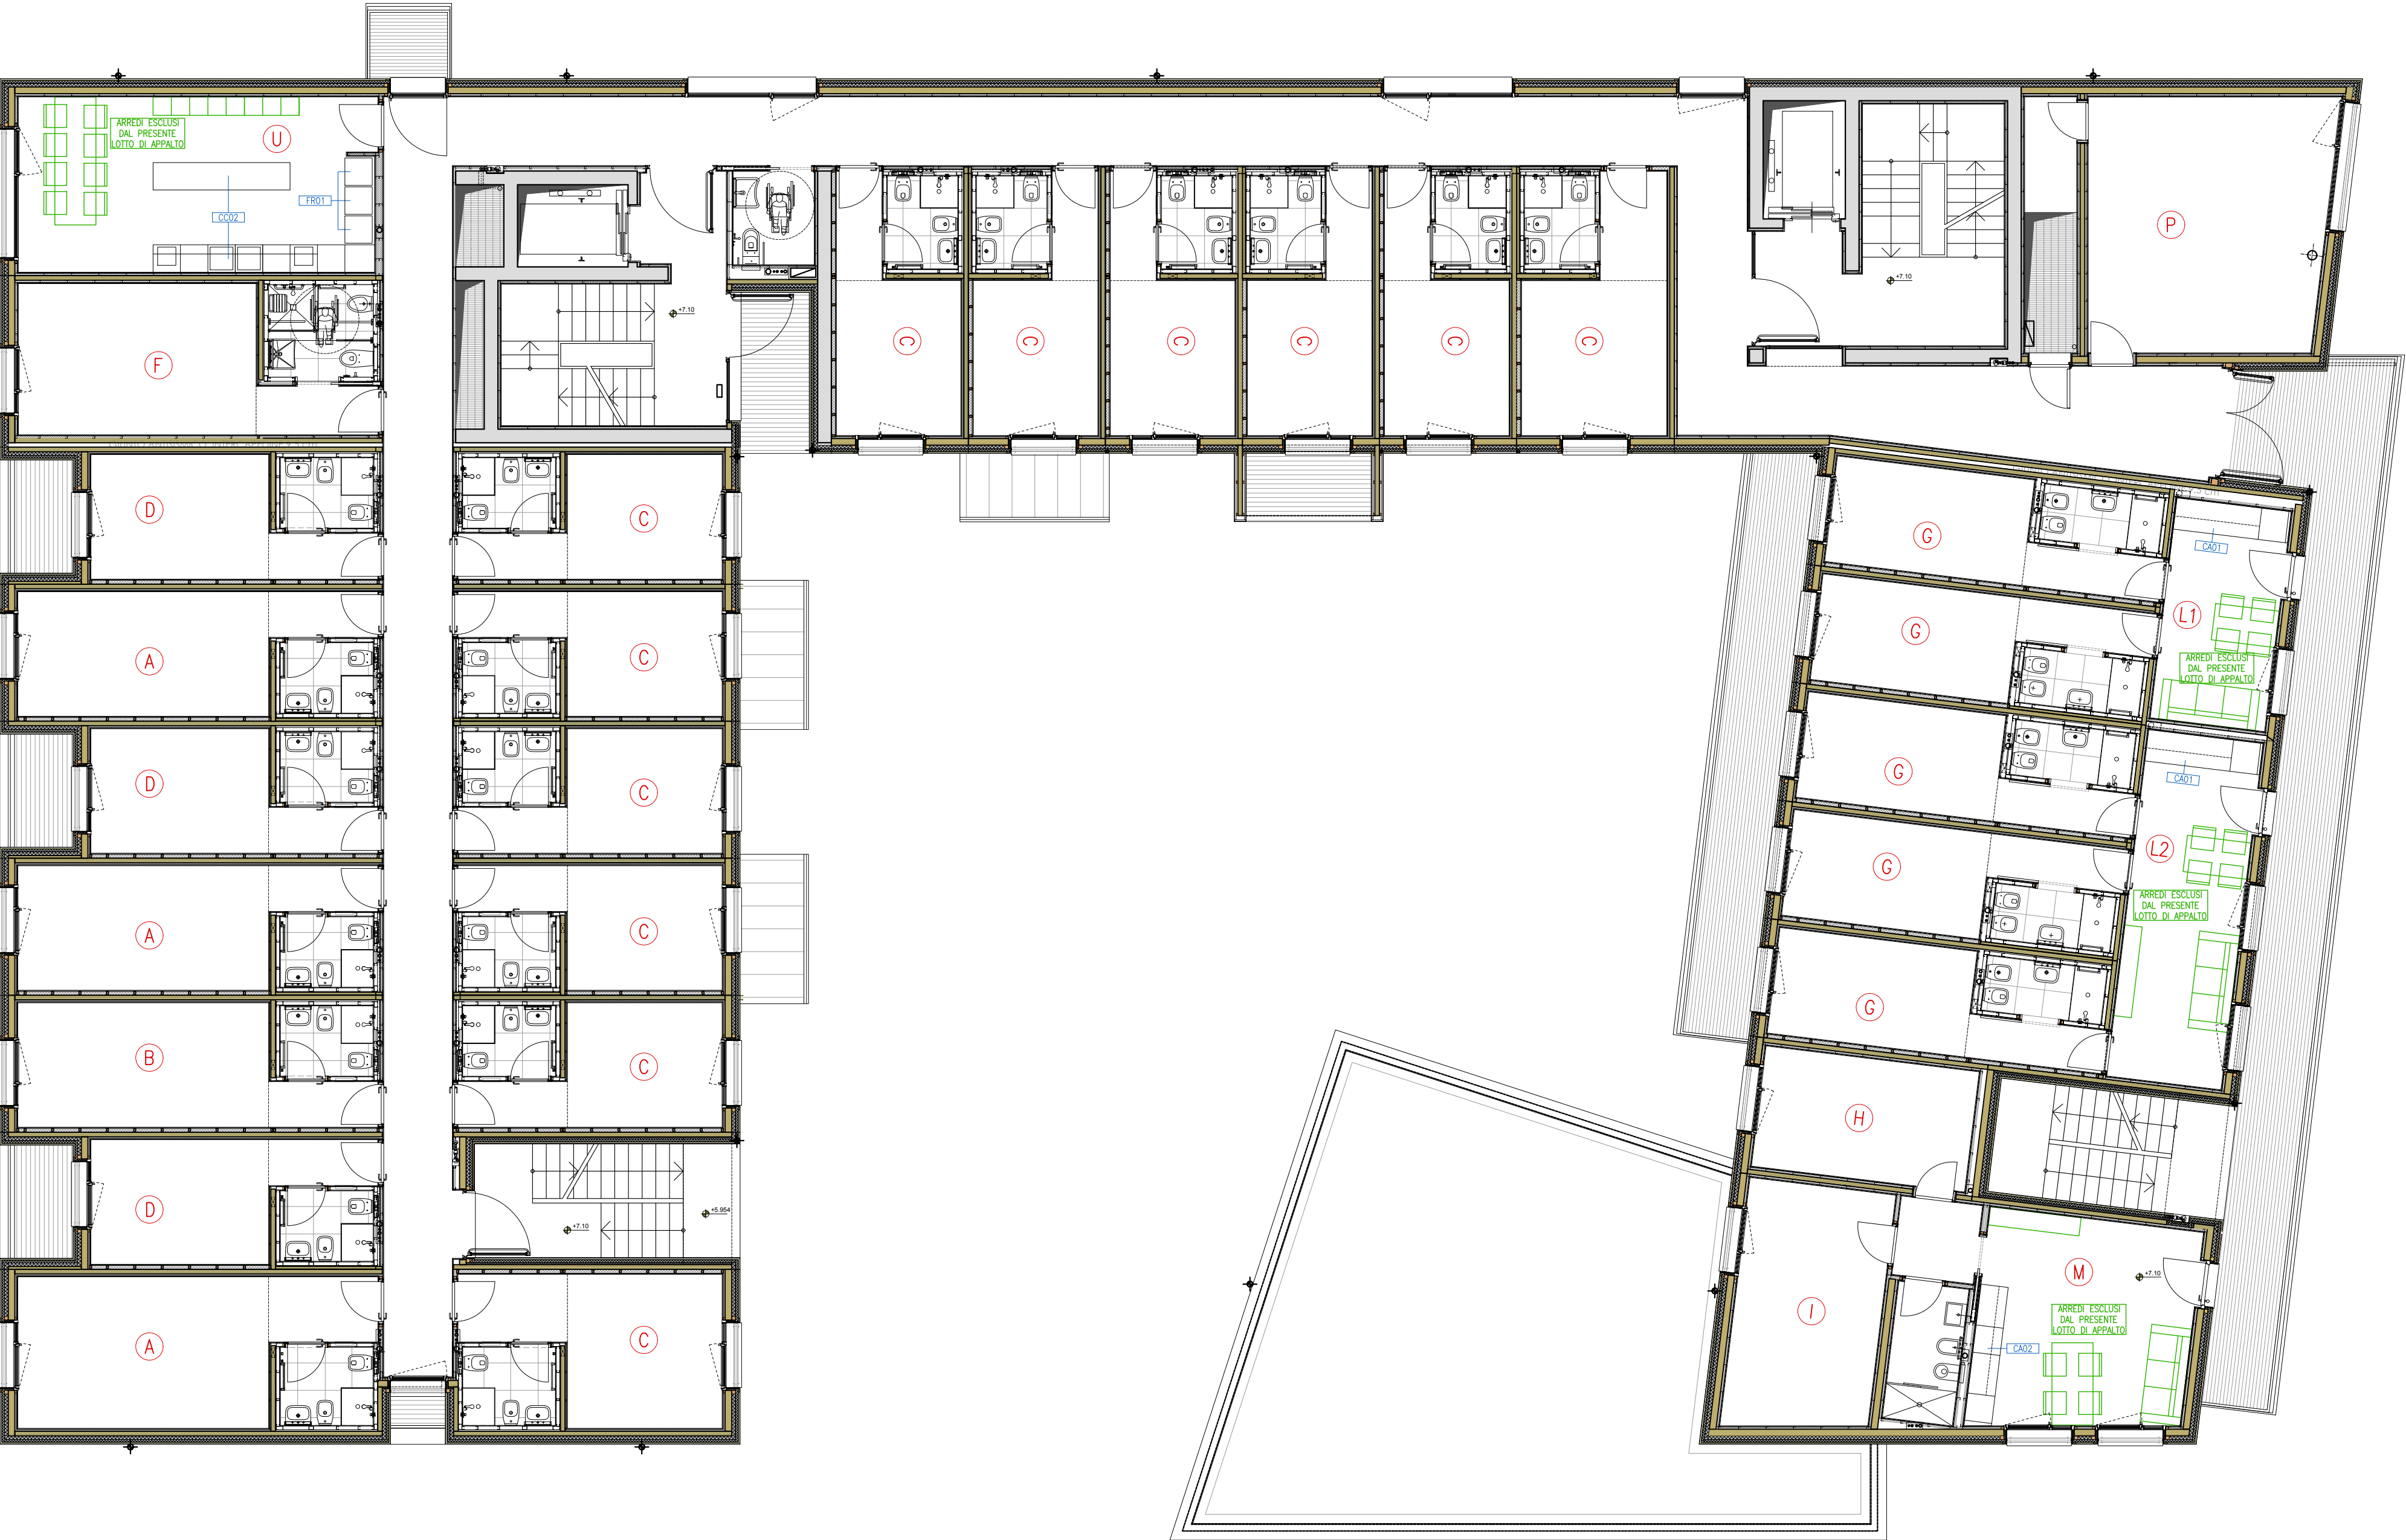 ARREDI ESCLUSI
DAL PRESENTE
LOTTO DI APPALTO
U
FR01
CC02
P
+7.10
+7.10
F
C
C
C
C
C
C
D
C
G
CA01
A
C
G
L1
ARREDI ESCLUSI
DAL PRESENTE
LOTTO DI APPALTO
D
C
G
CA01
L2
G
ARREDI ESCLUSI
DAL PRESENTE
LOTTO DI APPALTO
A
C
G
B
C
H
D
+5.954
+7.10
M
+7.10
I
ARREDI ESCLUSI
DAL PRESENTE
LOTTO DI APPALTO
A
C
CA02